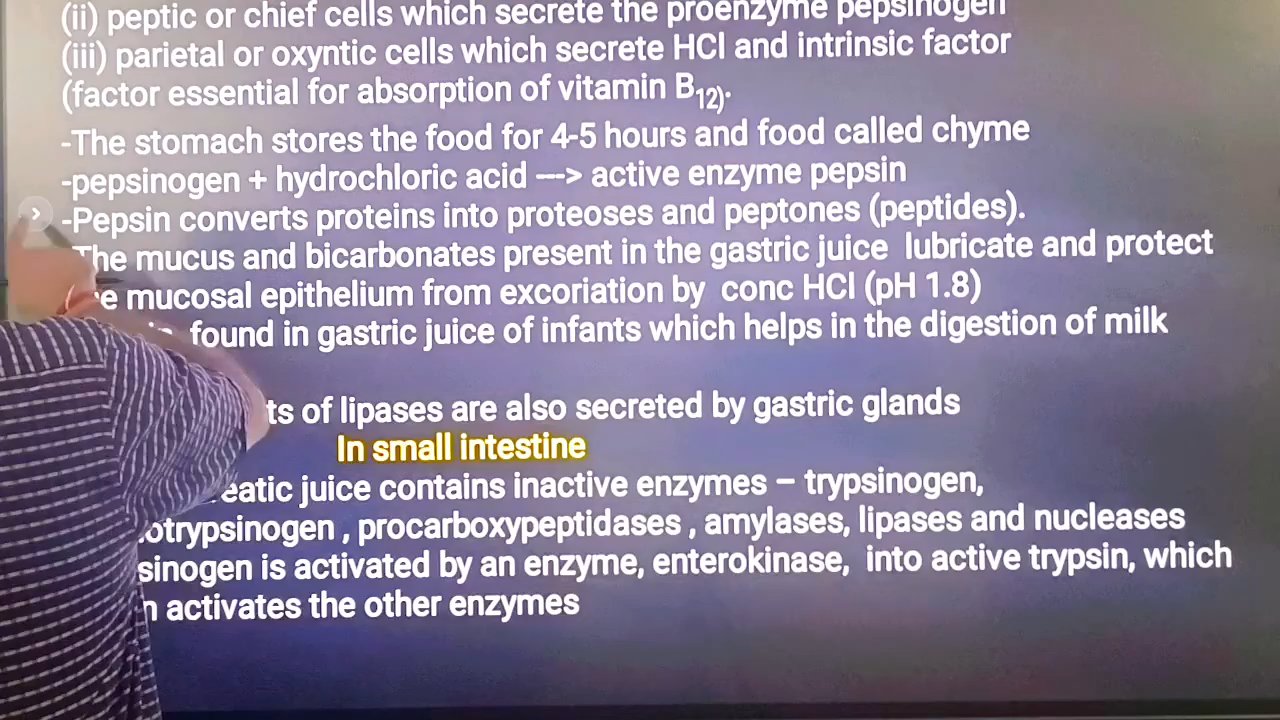 (ii) peptic or chief cells which secrete the proenzyme pepsinogen
(iii) parietal or oxyntic cells which secrete HCl and intrinsic factor
(factor essential for absorption of vitamin B12).
-The stomach stores the food for 4-5 hours and food called chyme
-pepsinogen + hydrochloric acid ---> active enzyme pepsin
-Pepsin converts proteins into proteoses and peptones (peptides).
The mucus and bicarbonates present in the gastric juice lubricate and protect
mucosal epithelium from excoriation by conc HCl (pH 1.8)
found in gastric juice of infants which helps in the digestion of milk
of lipases are also secreted by gastric glands
In small intestine
juice contains inactive enzymes – trypsinogen,
, procarboxypeptidases , amylases, lipases and nucleases
is activated by an enzyme, enterokinase, into active trypsin, which
activates the other enzymes